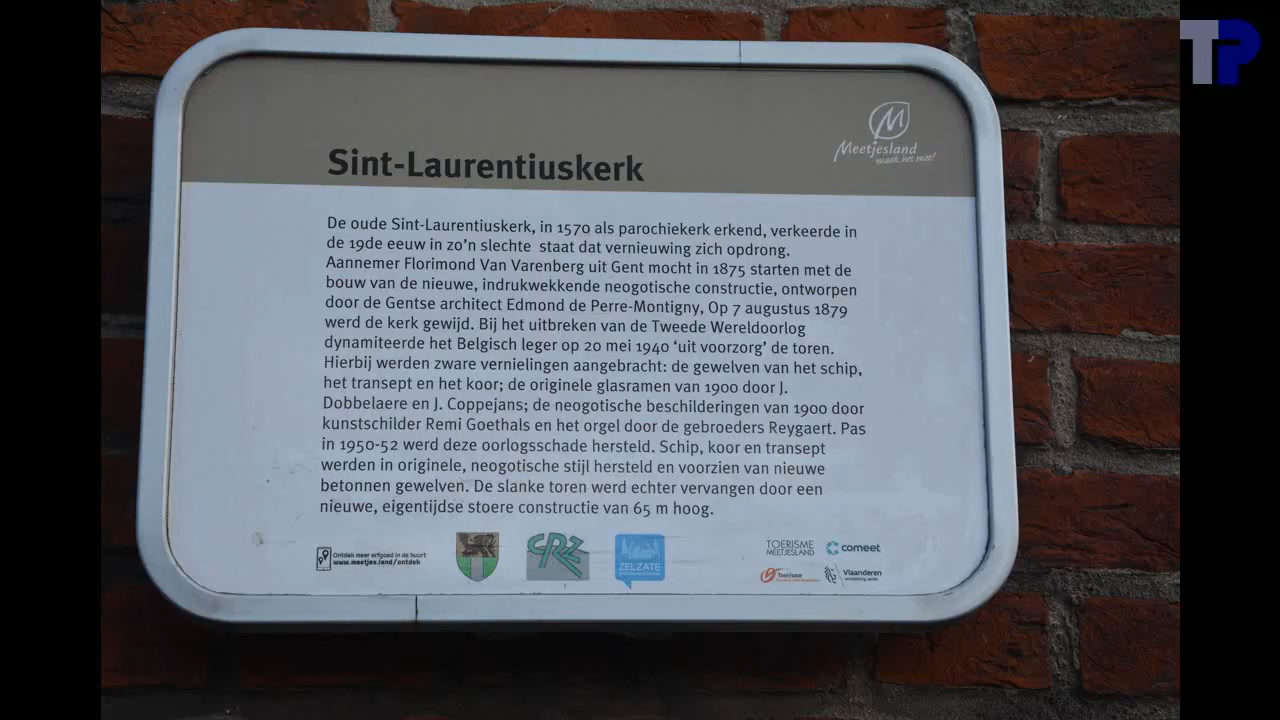 TP
Meetjesland
maak het mee!
Sint-Laurentiuskerk
De oude Sint-Laurentiuskerk, in 1570 als parochiekerk erkend, verkeerde in
de 19de eeuw in zo’n slechte staat dat vernieuwing zich opdrong.
Aannemer Florimond Van Varenberg uit Gent mocht in 1875 starten met de
bouw van de nieuwe, indrukwekkende neogotische constructie, ontworpen
door de Gentse architect Edmond de Perre-Montigny, Op 7 augustus 1879
werd de kerk gewijd. Bij het uitbreken van de Tweede Wereldoorlog
dynamiteerde het Belgisch leger op 20 mei 1940 ‘uit voorzorg’ de toren.
Hierbij werden zware vernielingen aangebracht: de gewelven van het schip,
het transept en het koor; de originele glasramen van 1900 door J.
Dobbelaere en J. Coppejans; de neogotische beschilderingen van 1900 door
kunstschilder Remi Goethals en het orgel door de gebroeders Reygaert. Pas
in 1950-52 werd deze oorlogsschade hersteld. Schip, koor en transept
werden in originele, neogotische stijl hersteld en voorzien van nieuwe
betonnen gewelven. De slanke toren werd echter vervangen door een
nieuwe, eigentijdse stoere constructie van 65 m hoog.
Ontdek meer erfgoed in de buurt
www.meetjes.land/ontdek
CRZ
ZELZATE
TOERISME
MEETJESLAND
comeet
Toerisme
Vlaanderen
verbeelding werkt